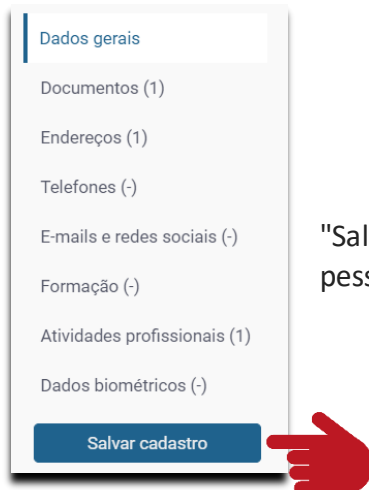 Dados gerais
Documentos (1)
Endereços (1)
Telefones (-)
E-mails e redes sociais (-)
Formação (-)
Atividades profissionais (1)
Dados biométricos (-)
Salvar cadastro